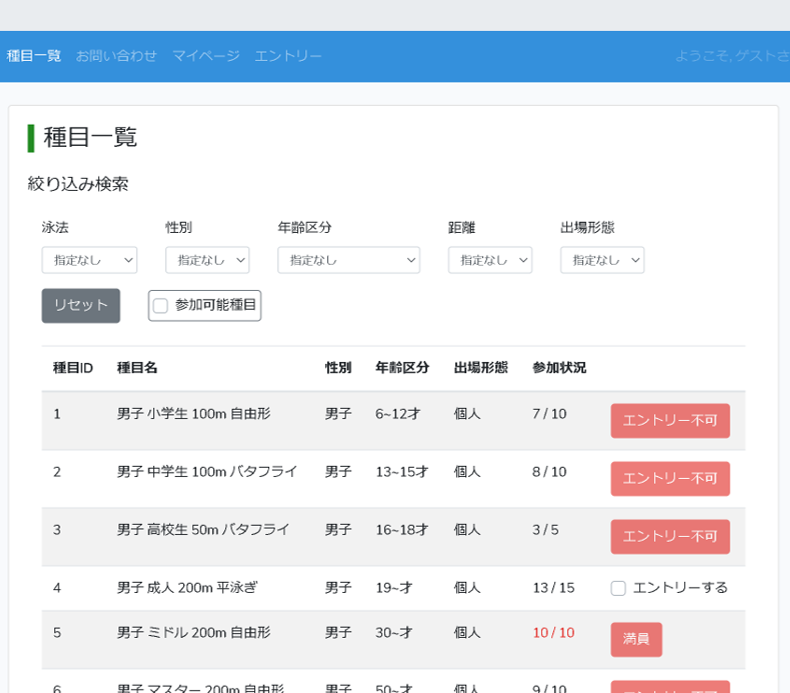 種目一覧 お問い合わせ マイページ エントリー ようこそ, ゲストさ
種目一覧
絞り込み検索
泳法 性別 年齢区分 距離 出場形態
指定なし 指定なし 指定なし 指定なし 指定なし
リセット 参加可能種目
種目ID 種目名 性別 年齢区分 出場形態 参加状況
1 男子 小学生 100m 自由形 男子 6~12才 個人 7 / 10 エントリー不可
2 男子 中学生 100m バタフライ 男子 13~15才 個人 8 / 10 エントリー不可
3 男子 高校生 50m バタフライ 男子 16~18才 個人 3 / 5 エントリー不可
4 男子 成人 200m 平泳ぎ 男子 19~才 個人 13 / 15 エントリーする
5 男子 ミドル 200m 自由形 男子 30~才 個人 10 / 10 満員
6 男子 マスター 200m 自由形 男子 50~才 個人 9 / 10 エントリー不可